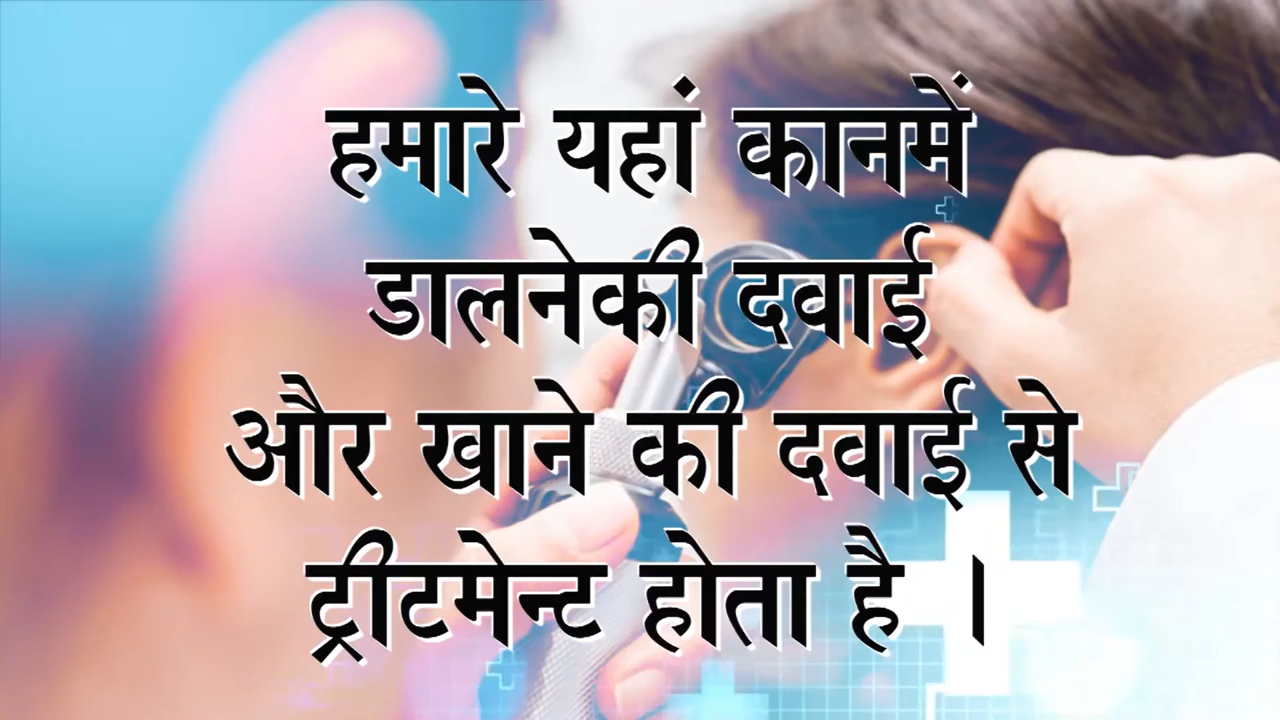 हमारे यहां कानमें
डालनेकी दवाई
और खाने की दवाई से
ट्रीटमेन्ट होता है ।